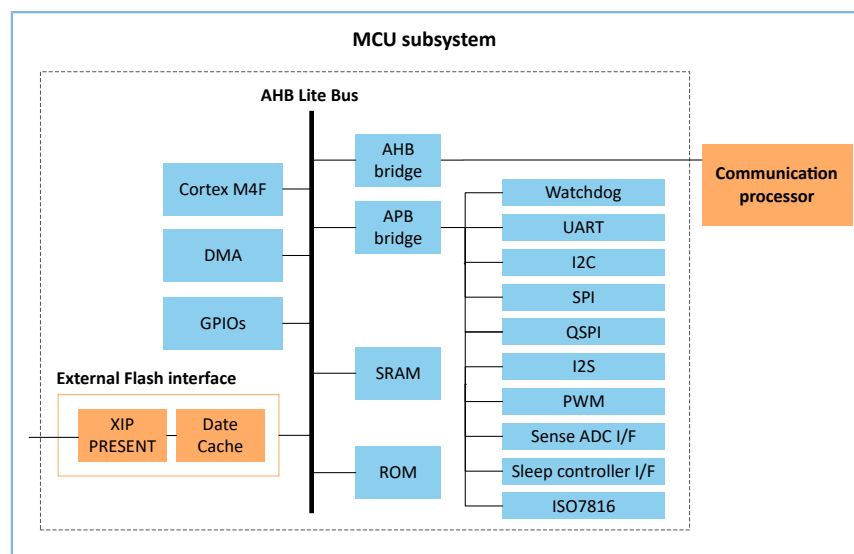 MCU subsystem
AHB Lite Bus
AHB
bridge
Communication
processor
Cortex M4F
APB
bridge
Watchdog
UART
DMA
I2C
SPI
GPIOs
QSPI
External Flash interface
SRAM
I2S
PWM
XIP
PRESENT
Date
Cache
Sense ADC I/F
ROM
Sleep controller I/F
ISO7816